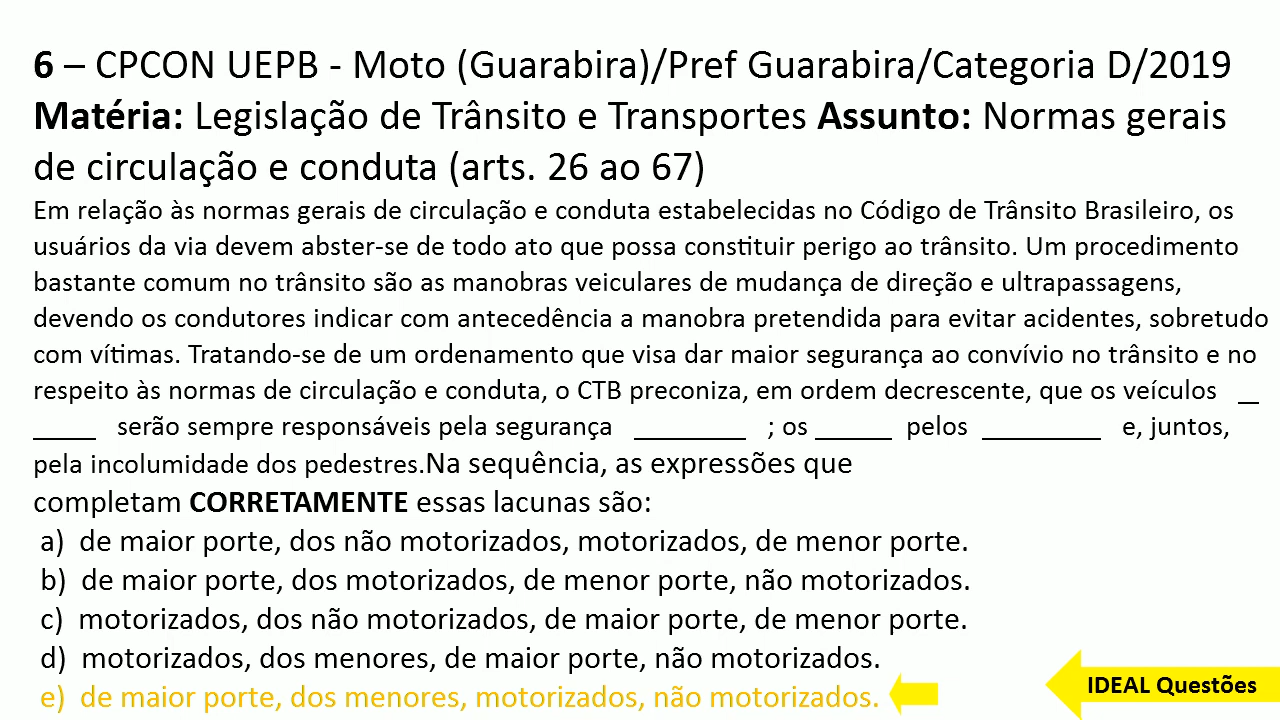 6 – CPCON UEPB - Moto (Guarabira)/Pref Guarabira/Categoria D/2019
Matéria: Legislação de Trânsito e Transportes Assunto: Normas gerais
de circulação e conduta (arts. 26 ao 67)
Em relação às normas gerais de circulação e conduta estabelecidas no Código de Trânsito Brasileiro, os
usuários da via devem abster-se de todo ato que possa constituir perigo ao trânsito. Um procedimento
bastante comum no trânsito são as manobras veiculares de mudança de direção e ultrapassagens,
devendo os condutores indicar com antecedência a manobra pretendida para evitar acidentes, sobretudo
com vítimas. Tratando-se de um ordenamento que visa dar maior segurança ao convívio no trânsito e no
respeito às normas de circulação e conduta, o CTB preconiza, em ordem decrescente, que os veículos __
_____ serão sempre responsáveis pela segurança _________ ; os ______ pelos __________ e, juntos,
pela incolumidade dos pedestres.Na sequência, as expressões que
completam CORRETAMENTE essas lacunas são:
a) de maior porte, dos não motorizados, motorizados, de menor porte.
b) de maior porte, dos motorizados, de menor porte, não motorizados.
c) motorizados, dos não motorizados, de maior porte, de menor porte.
d) motorizados, dos menores, de maior porte, não motorizados.
e) de maior porte, dos menores, motorizados, não motorizados.
IDEAL Questões